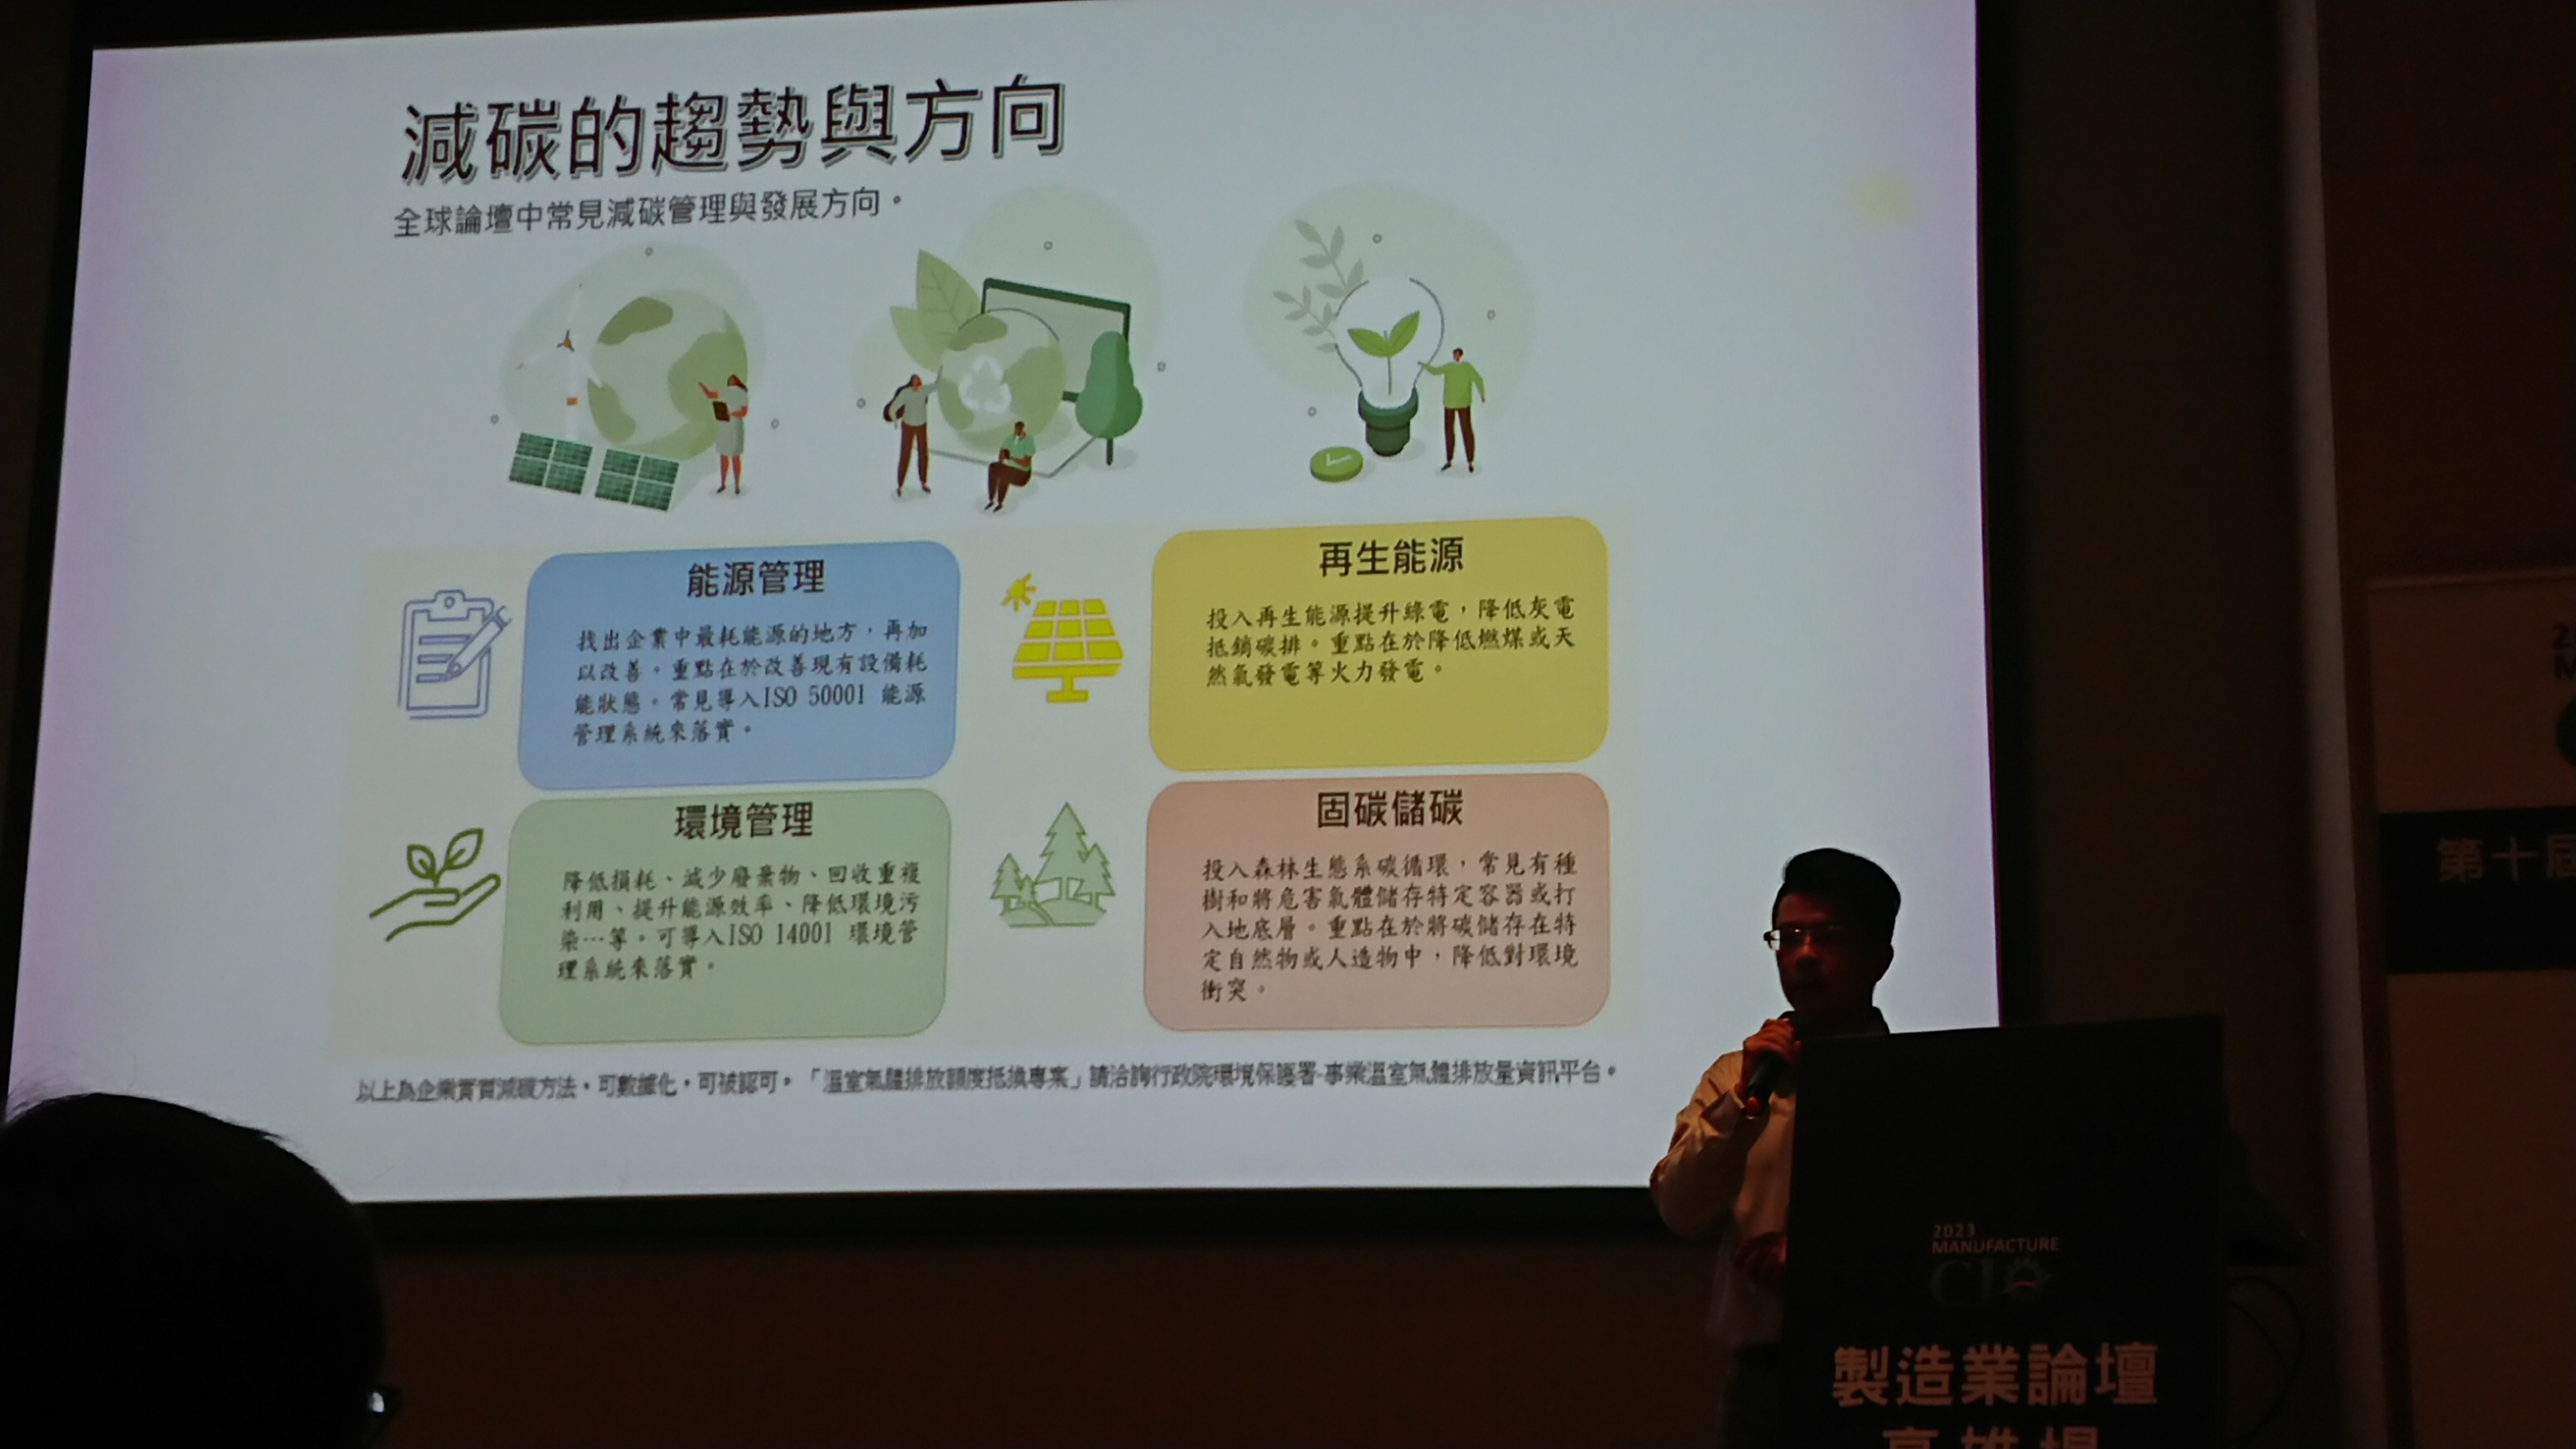 減碳的趨勢與方向
全球論壇中常見減碳管理與發展方向。
能源管理
找出企業中最耗能源的地方，再加
以改善。重點在於改善現有設備耗
能狀態。常見導入ISO 50001 能源
管理系統來落實。
再生能源
投入再生能源提升綠電，降低灰電
抵銷碳排。重點在於降低燃煤或天
然氣發電等火力發電。
環境管理
降低損耗、減少廢棄物、回收重複
利用、提升能源效率、降低環境污
染…等。可導入ISO 14001 環境管
理系統來落實。
固碳儲碳
投入森林生態系碳循環，常見有種
樹和將危害氣體儲存特定容器或打
入地底層。重點在於將碳儲存在特
定自然物或人造物中，降低對環境
衝突。
以上為企業實質減碳方法，可數據化，可被認可。「溫室氣體排放額度抵換專案」請洽詢行政院環境保護署-事業溫室氣體排放量資訊平台。
2023
MANUFACTURE
CIO
製造業論壇
高雄場
第十屆